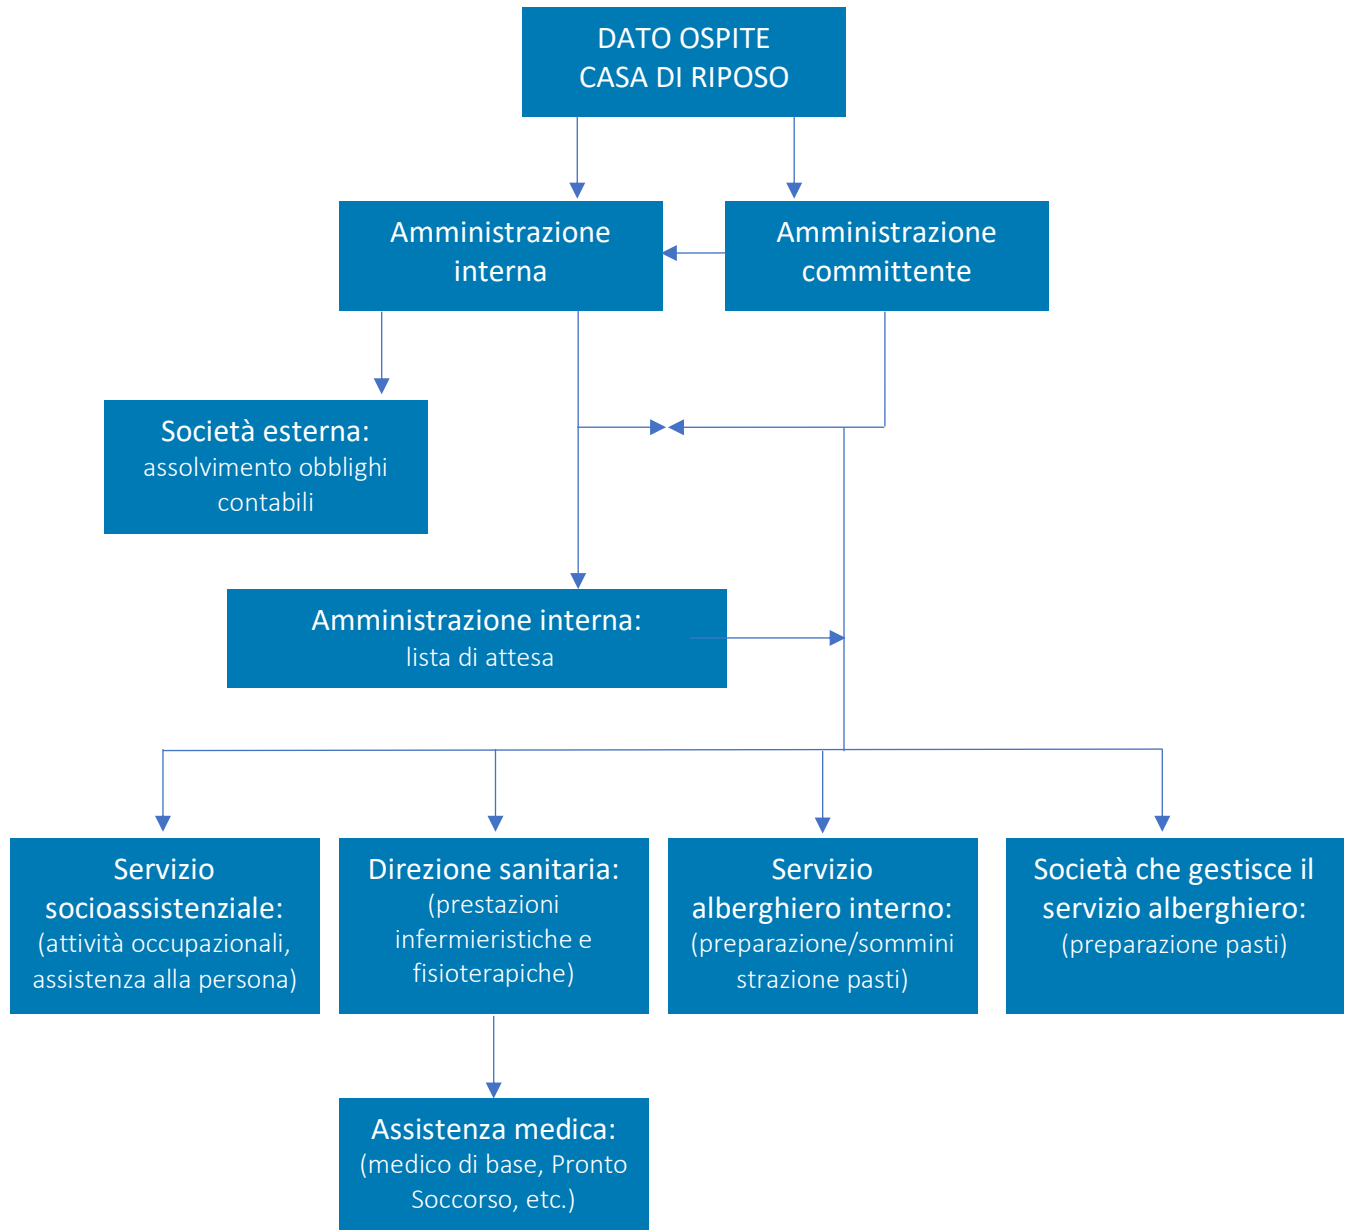 DATO OSPITE
CASA DI RIPOSO
Amministrazione
interna
Amministrazione
committente
Società esterna:
assolvimento obblighi
contabili
Amministrazione interna:
lista di attesa
Servizio
socioassistenziale:
(attività occupazionali,
assistenza alla persona)
Direzione sanitaria:
(prestazioni
infermieristiche e
fisioterapiche)
Servizio
alberghiero interno:
(preparazione/sommini
strazione pasti)
Società che gestisce il
servizio alberghiero:
(preparazione pasti)
Assistenza medica:
(medico di base, Pronto
Soccorso, etc.)